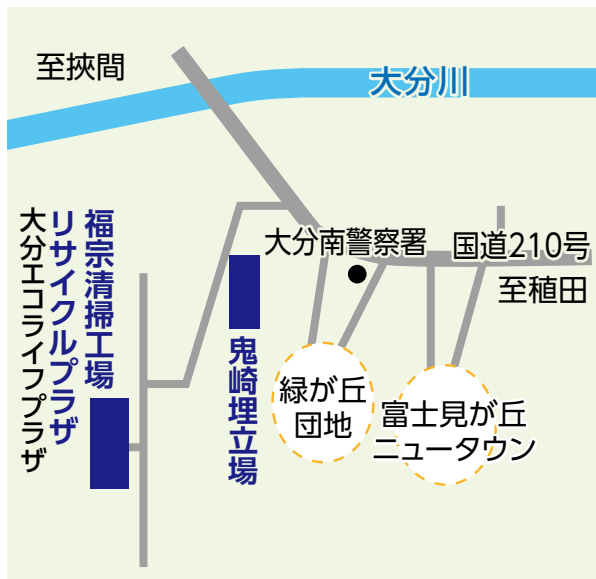 至挾間
大分川
大分南警察署
国道210号
至稙田
福宗清掃工場
リサイクルプラザ
大分エコライフプラザ
鬼崎埋立場
緑が丘
団地
富士見が丘
ニュータウン